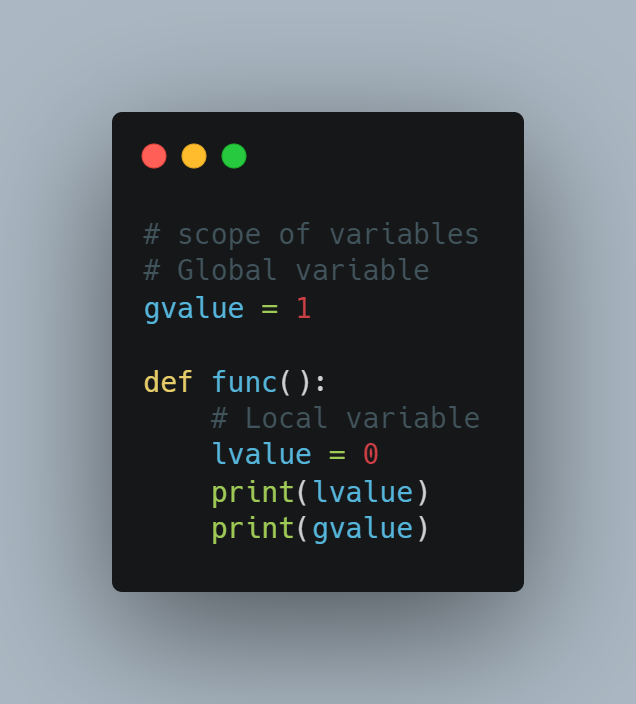 # scope of variables
# Global variable
gvalue = 1

def func():
    # Local variable
    lvalue = 0
    print(lvalue)
    print(gvalue)